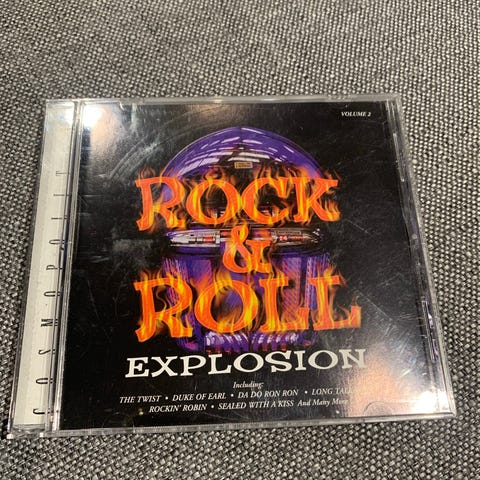 VOLUME 2
ROCK
&
ROLL
EXPLOSION
Including:
THE TWIST • DUKE OF EARL • DA DO RON RON • LONG TALL
ROCKIN' ROBIN • SEALED WITH A KISS And Many More
COSMOPOLIT